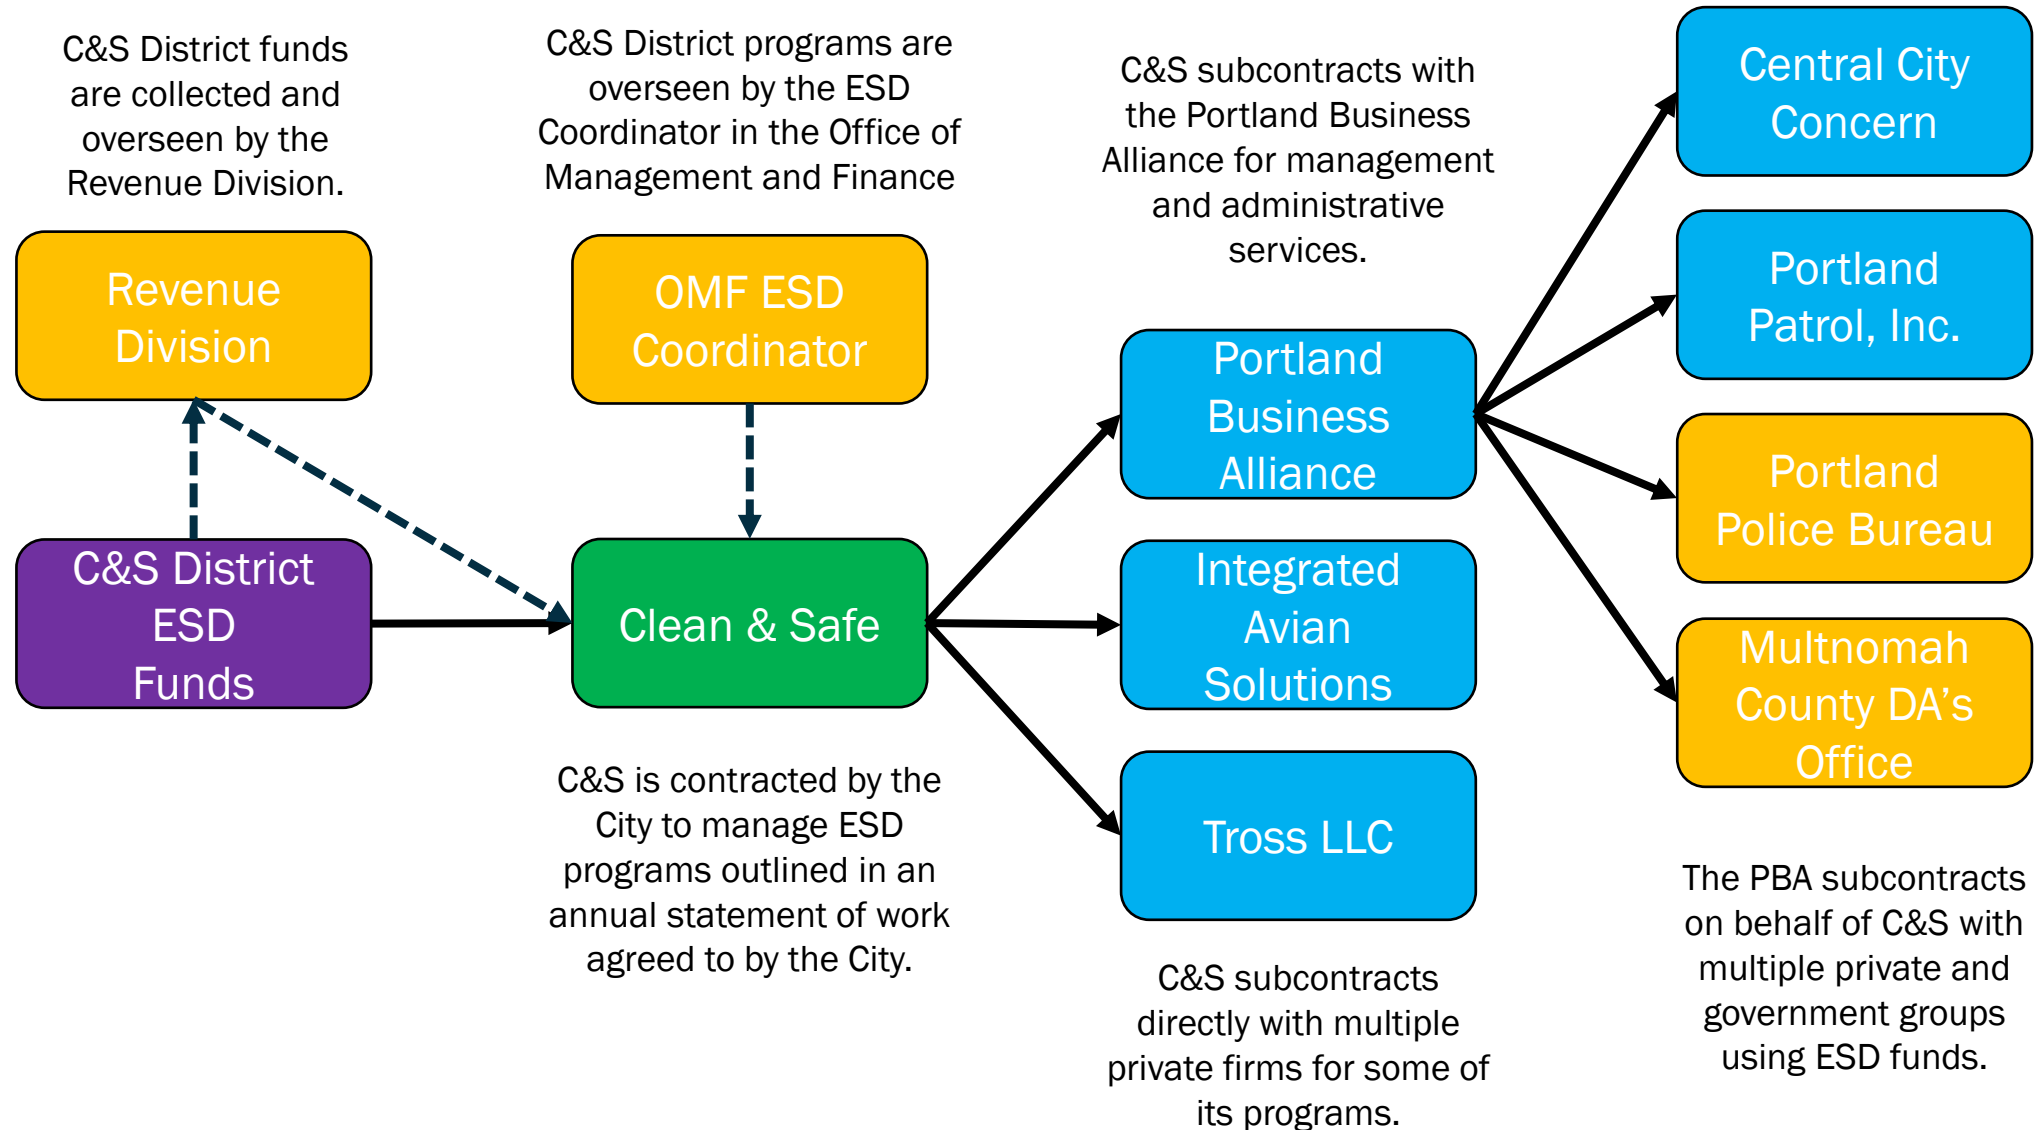 C&S District funds
are collected and
overseen by the
Revenue Division.
Revenue
Division
C&S District
ESD
Funds
C&S District programs are
overseen by the ESD
Coordinator in the Office of
Management and Finance
OMF ESD
Coordinator
Clean & Safe
C&S is contracted by the
City to manage ESD
programs outlined in an
annual statement of work
agreed to by the City.
C&S subcontracts with
the Portland Business
Alliance for management
and administrative
services.
Portland
Business
Alliance
Integrated
Avian
Solutions
Tross LLC
C&S subcontracts
directly with multiple
private firms for some of
its programs.
Central City
Concern
Portland
Patrol, Inc.
Portland
Police Bureau
Multnomah
County DA’s
Office
The PBA subcontracts
on behalf of C&S with
multiple private and
government groups
using ESD funds.